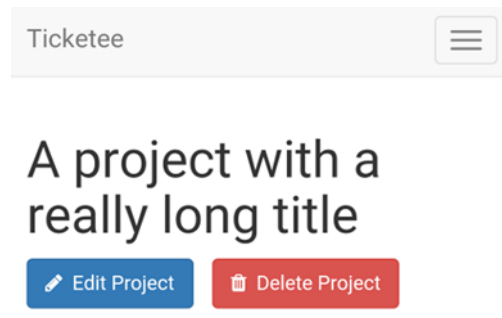 Ticketee
A project with a
really long title
Edit Project Delete Project